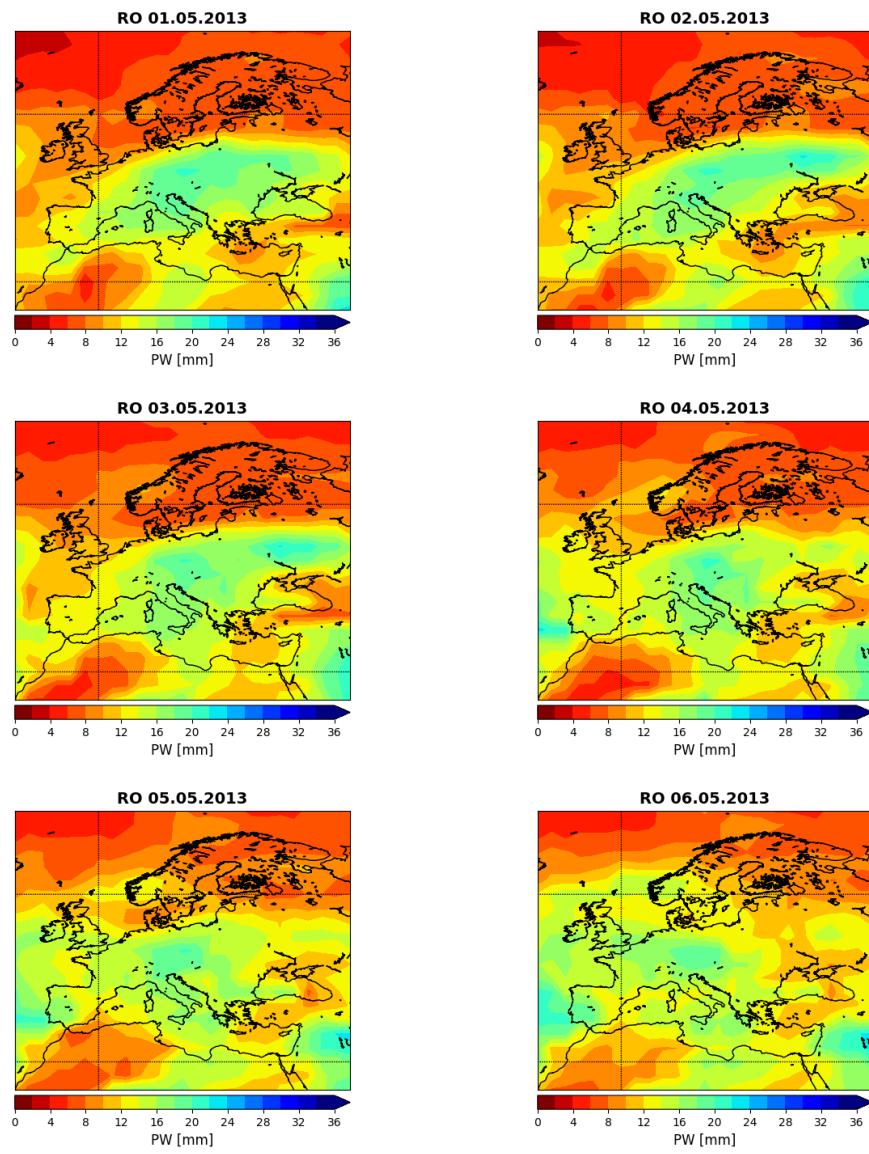 RO 01.05.2013
RO 02.05.2013
0 4 8 12 16 20 24 28 32 36
0 4 8 12 16 20 24 28 32 36
PW [mm]
PW [mm]
RO 03.05.2013
RO 04.05.2013
0 4 8 12 16 20 24 28 32 36
0 4 8 12 16 20 24 28 32 36
PW [mm]
PW [mm]
RO 05.05.2013
RO 06.05.2013
0 4 8 12 16 20 24 28 32 36
0 4 8 12 16 20 24 28 32 36
PW [mm]
PW [mm]